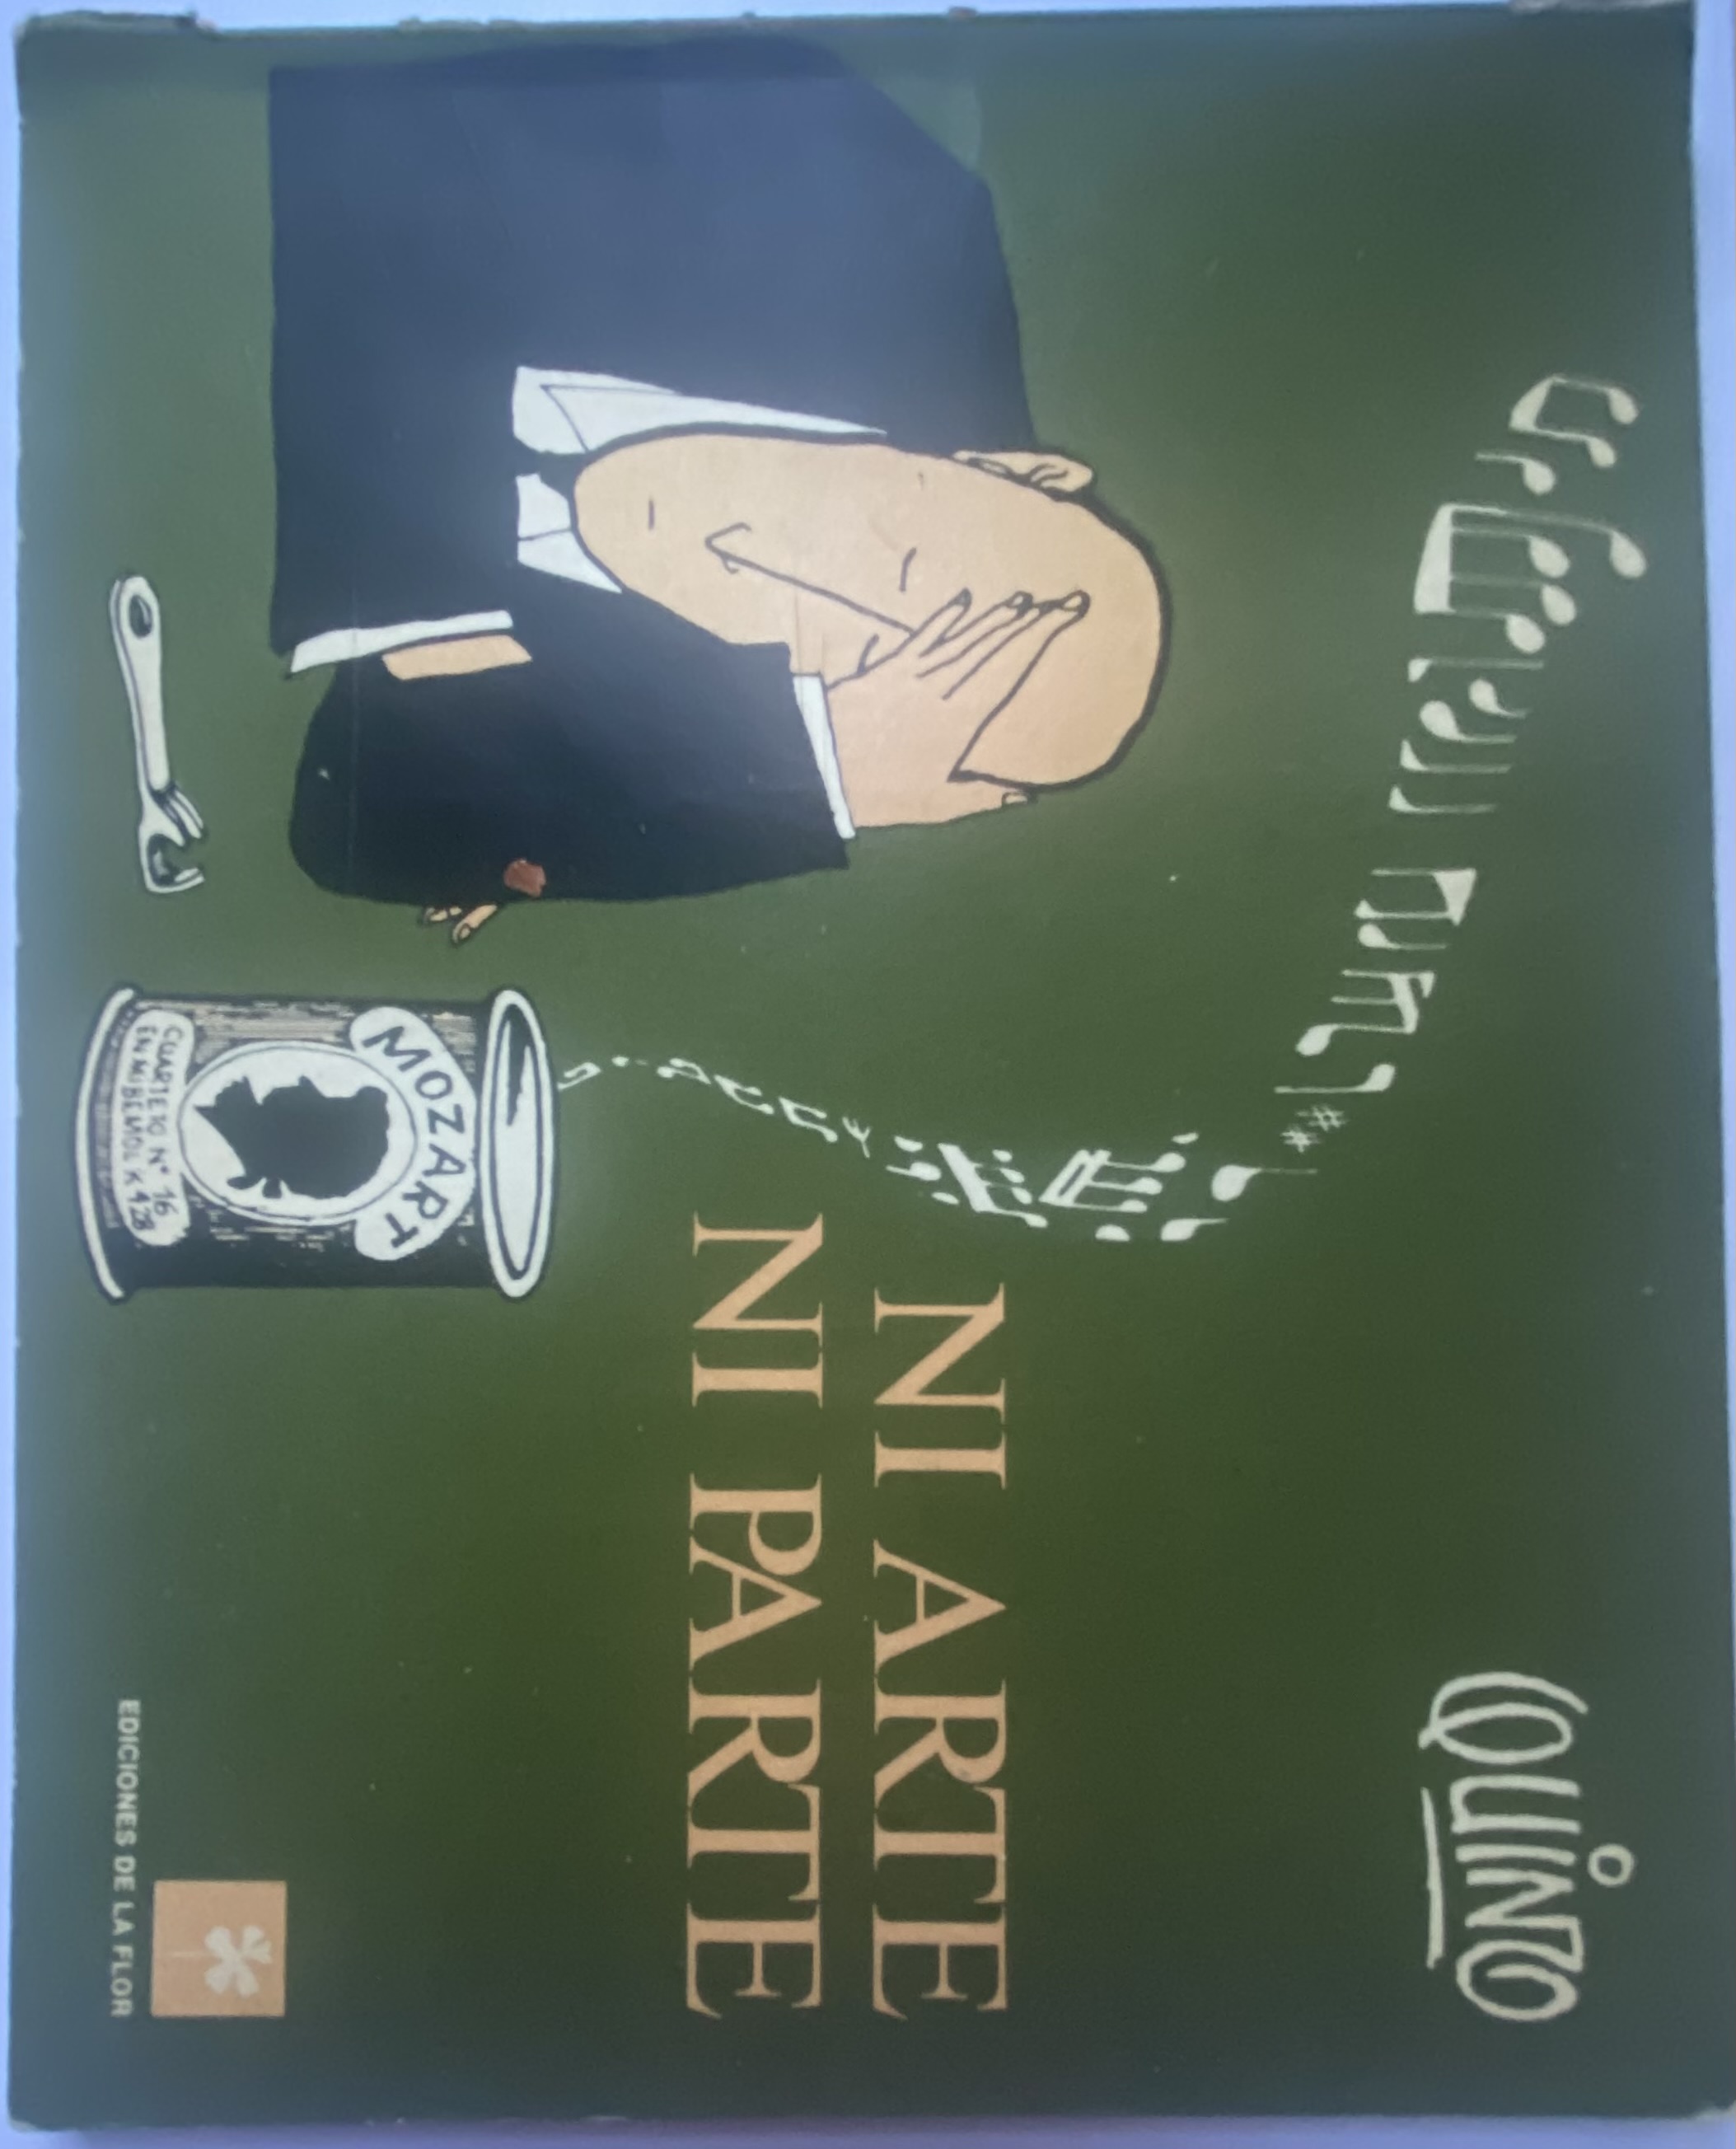 QUINO
NI ARTE
NI PARTE
MOZART
CUARTETO Nº 16
EN MI BEMOL K 428
EDICIONES DE LA FLOR